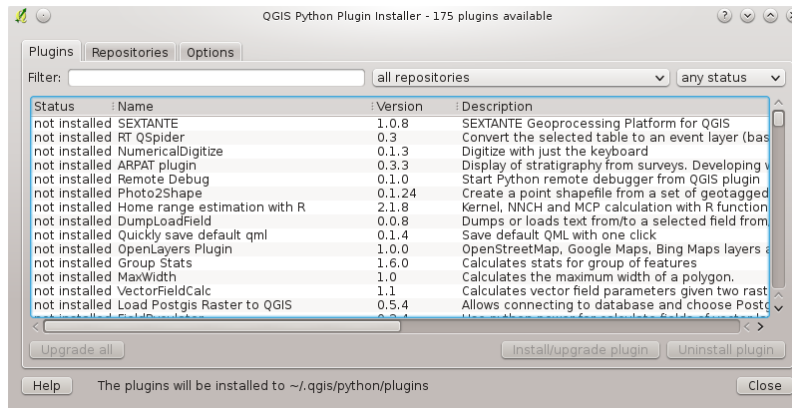 QGIS Python Plugin Installer - 175 plugins available
Plugins Repositories Options
Filter: all repositories any status
Status Name Version Description
not installed SEXTANTE 1.0.8 SEXTANTE Geoprocessing Platform for QGIS
not installed RT QSpider 0.3 Convert the selected table to an event layer (bas
not installed NumericalDigitize 0.1.3 Digitize with just the keyboard
not installed ARPAT plugin 0.3.3 Display of stratigraphy from surveys. Developing
not installed Remote Debug 0.1.0 Start Python remote debugger from QGIS plugin
not installed Photo2Shape 0.1.24 Create a point shapefile from a set of geotagged
not installed Home range estimation with R 2.1.8 Kernel, NNCH and MCP calculation with R function
not installed DumpLoadField 0.0.8 Dumps or loads text from/to a selected field from
not installed Quickly save default qml 0.1.4 Save default QML with one click
not installed OpenLayers Plugin 1.0.0 OpenStreetMap, Google Maps, Bing Maps layers a
not installed Group Stats 1.6.0 Calculates stats for group of features
not installed MaxWidth 1.0 Calculates the maximum width of a polygon.
not installed VectorFieldCalc 1.1 Calculates vector field parameters given two rast
not installed Load Postgis Raster to QGIS 0.5.4 Allows connecting to database and choose Postg
not installed
Upgrade all Install/upgrade plugin Uninstall plugin
Help The plugins will be installed to ~/.qgis/python/plugins Close